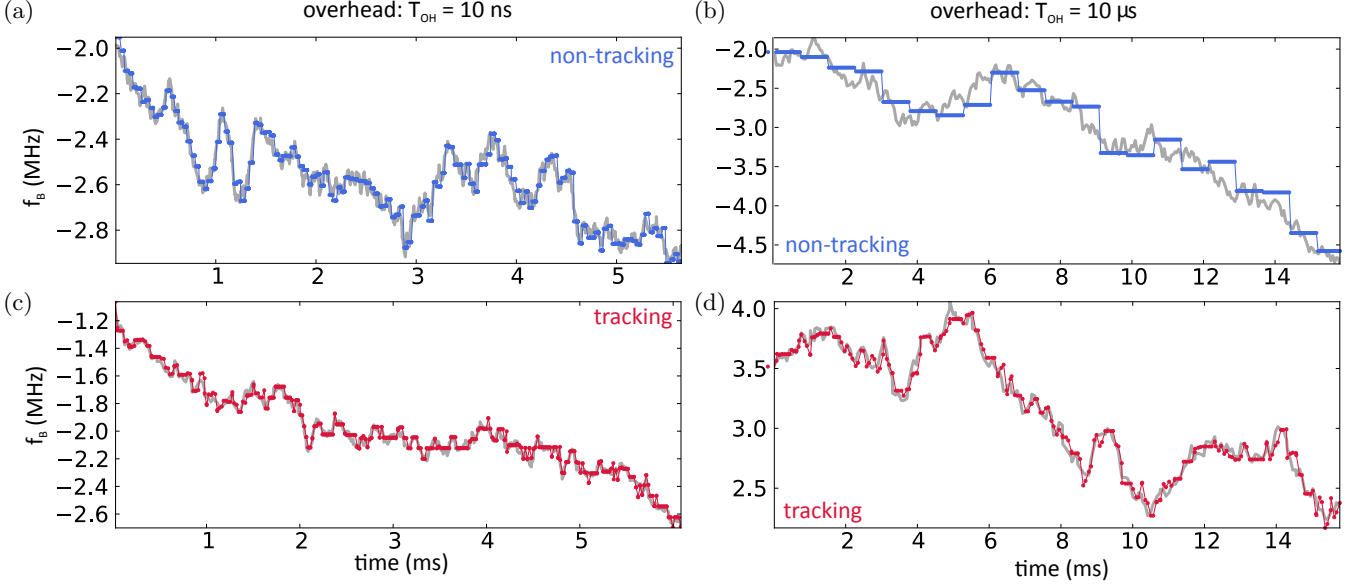 (a) overhead: T_OH = 10 ns
(b) overhead: T_OH = 10 μs
−2.0
−2.2
−2.4
−2.6
−2.8
f_B (MHz)
non-tracking
1 2 3 4 5
−2.0
−2.5
−3.0
−3.5
−4.0
−4.5
non-tracking
2 4 6 8 10 12 14
(c)
−1.2
−1.4
−1.6
−1.8
−2.0
−2.2
−2.4
−2.6
f_B (MHz)
tracking
1 2 3 4 5
time (ms)
(d)
4.0
3.5
3.0
2.5
tracking
2 4 6 8 10 12 14
time (ms)